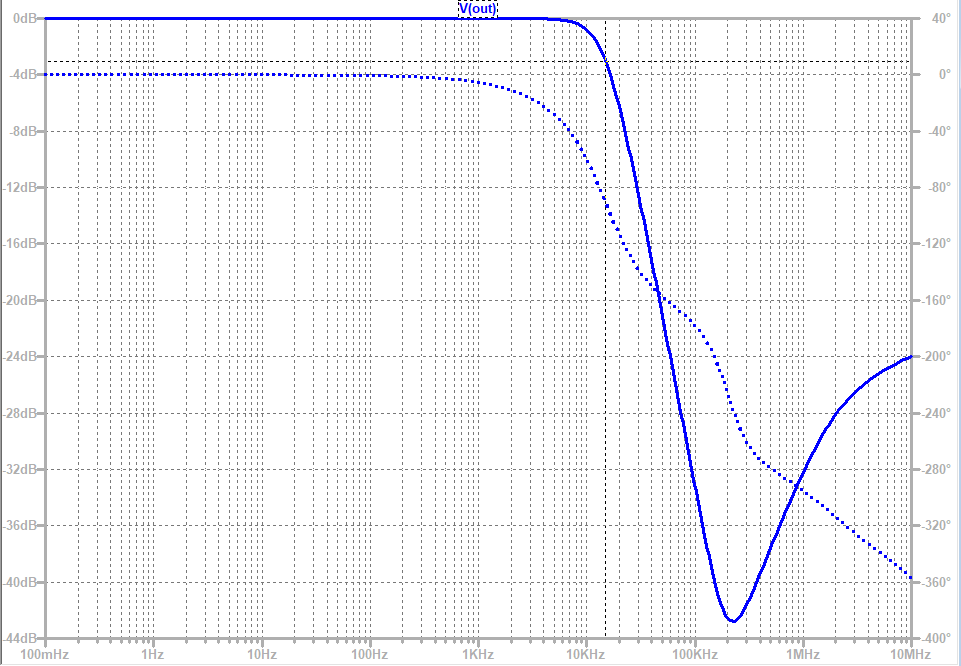 V(out)
0dB 40°
-4dB 0°
-8dB -40°
-12dB -80°
-16dB -120°
-20dB -160°
-24dB -200°
-28dB -240°
-32dB -280°
-36dB -320°
-40dB -360°
-44dB -400°
100mHz 1Hz 10Hz 100Hz 1KHz 10KHz 100KHz 1MHz 10MHz